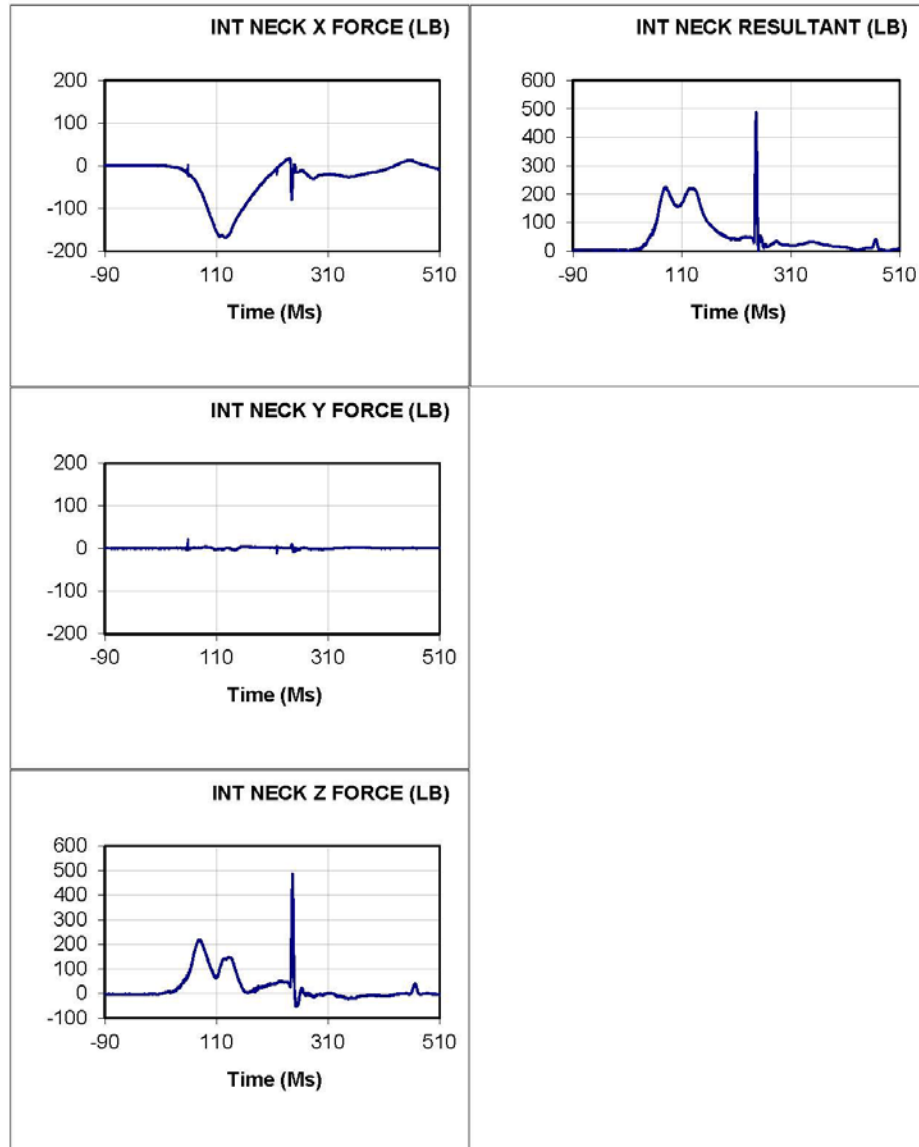 INT NECK X FORCE (LB)
200
100
0
-100
-200
-90 110 310 510
Time (Ms)
INT NECK RESULTANT (LB)
600
500
400
300
200
100
0
-90 110 310 510
Time (Ms)
INT NECK Y FORCE (LB)
200
100
0
-100
-200
-90 110 310 510
Time (Ms)
INT NECK Z FORCE (LB)
600
500
400
300
200
100
0
-100
-90 110 310 510
Time (Ms)